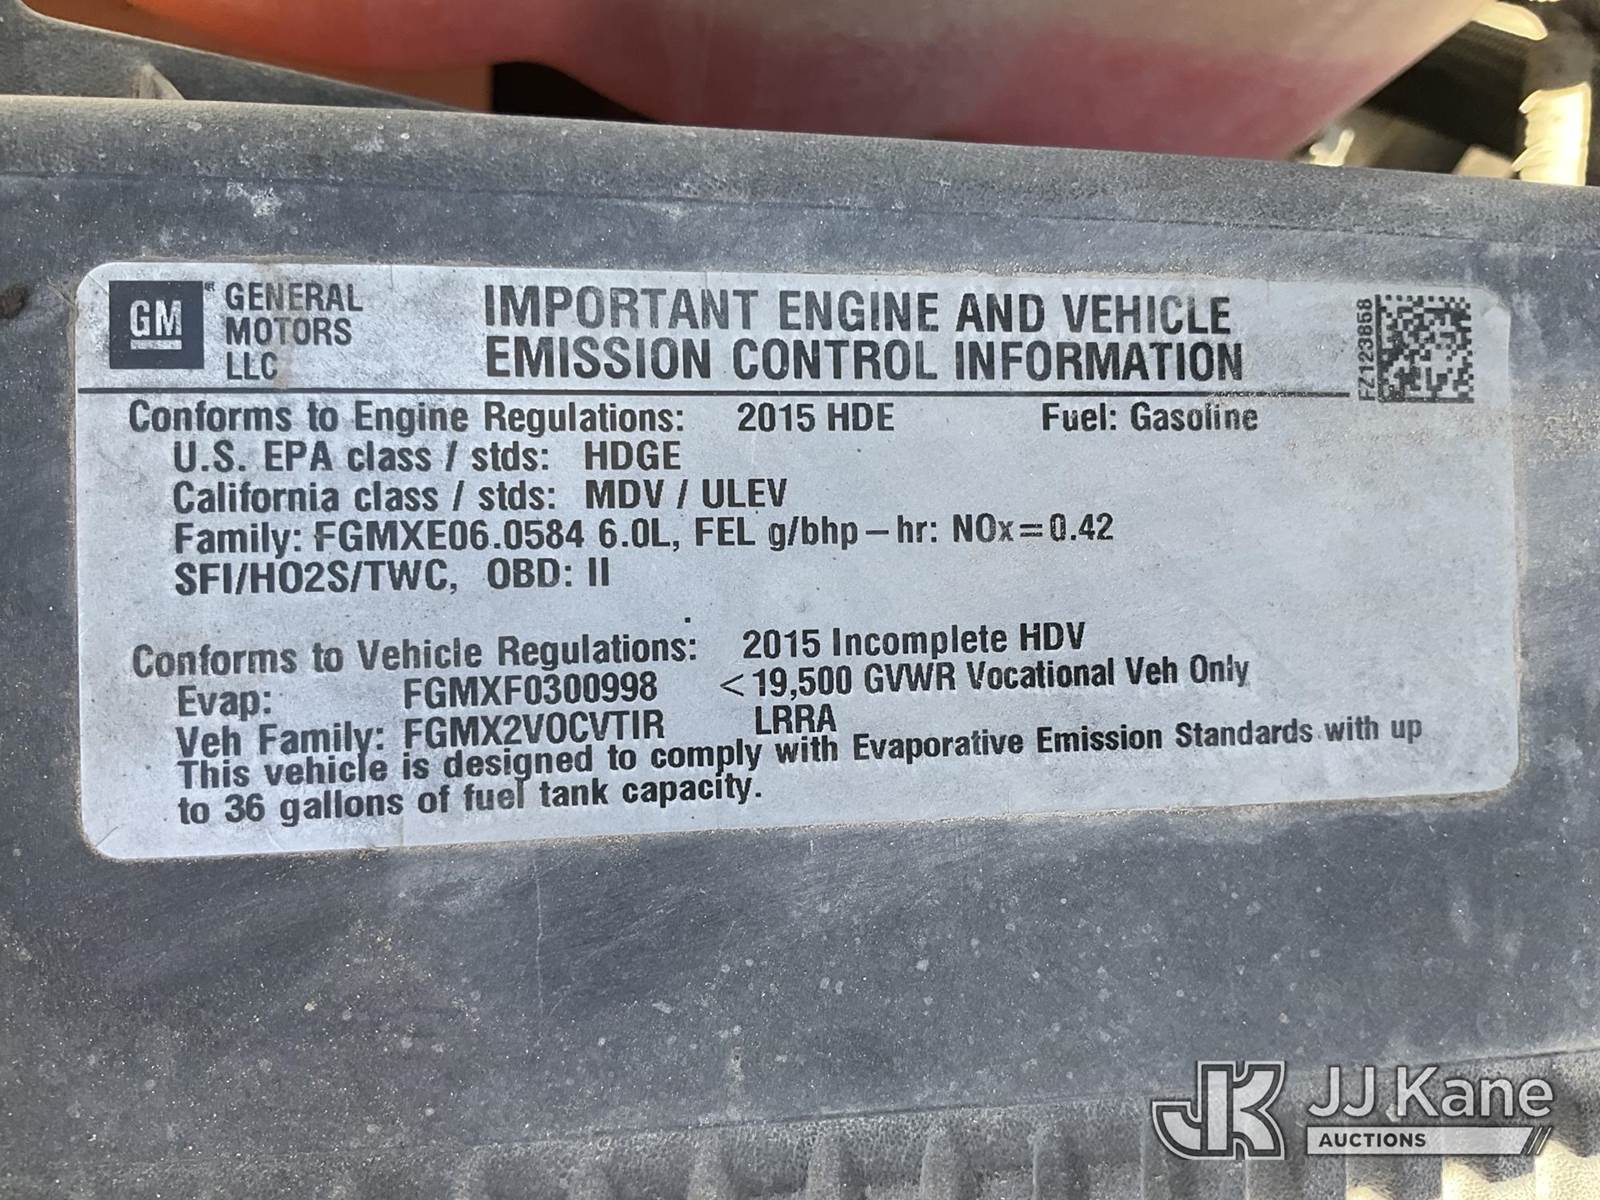 GM
GENERAL
MOTORS
LLC
IMPORTANT ENGINE AND VEHICLE
EMISSION CONTROL INFORMATION
FZ123858
Conforms to Engine Regulations: 2015 HDE Fuel: Gasoline
U.S. EPA class / stds: HDGE
California class / stds: MDV / ULEV
Family: FGMXE06.0584 6.0L, FEL g/bhp-hr: NOx=0.42
SFI/HO2S/TWC, OBD: II
Conforms to Vehicle Regulations: 2015 Incomplete HDV
Evap: FGMXF0300998 <19,500 GVWR Vocational Veh Only
Veh Family: FGMX2VOCVTIR LRRA
This vehicle is designed to comply with Evaporative Emission Standards with up
to 36 gallons of fuel tank capacity.
JK JJ Kane
AUCTIONS